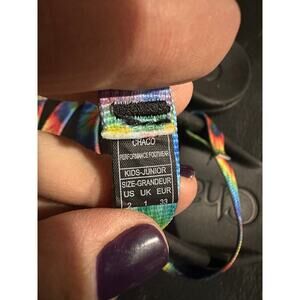 CHACO
PERFORMANCE FOOTWEAR
KIDS-JUNIOR
SIZE-GRANDEUR
US UK EUR
2 1 33